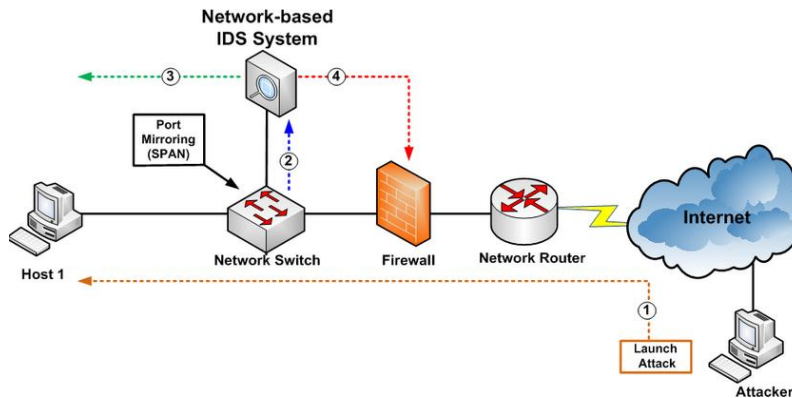 Network-based
IDS System
3
4
Port
Mirroring
(SPAN)
2
Internet
Host 1
Network Switch
Firewall
Network Router
1
Launch
Attack
Attacker